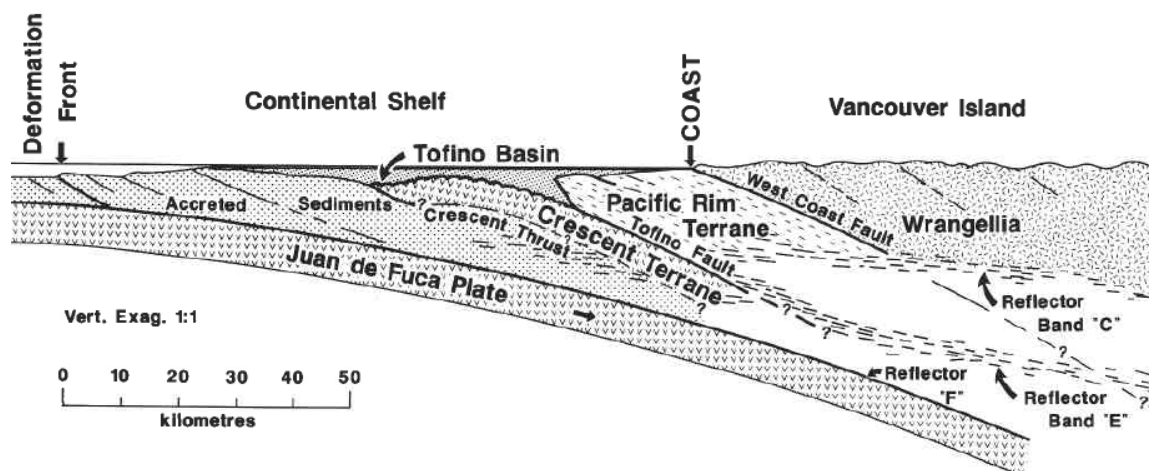 Deformation
Front
Continental Shelf
COAST
Vancouver Island
Tofino Basin
Accreted
Sediments
?
Crescent Thrust
Crescent Terrane
?
Pacific Rim
Terrane
Tofino Fault
West Coast Fault
Wrangellia
Juan de Fuca Plate
?
?
Reflector
Band "C"
?
Reflector
"F"
Reflector
Band "E"
?
Vert. Exag. 1:1
0 10 20 30 40 50
kilometres